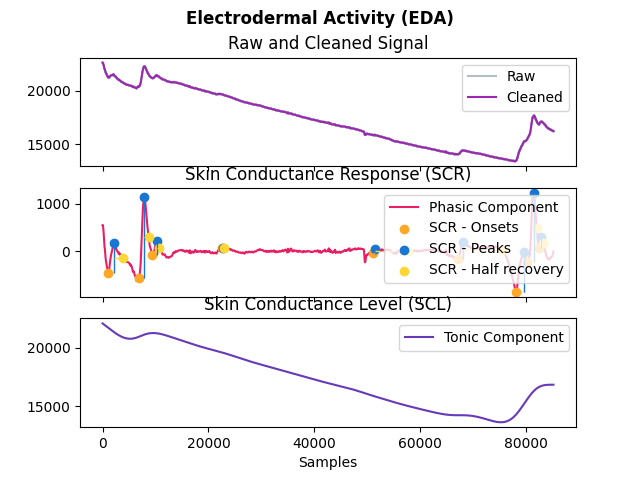 Electrodermal Activity (EDA)
Raw and Cleaned Signal
20000
15000
Raw
Cleaned
Skin Conductance Response (SCR)
1000
0
Phasic Component
SCR - Onsets
SCR - Peaks
SCR - Half recovery
Skin Conductance Level (SCL)
20000
15000
Tonic Component
0 20000 40000 60000 80000
Samples